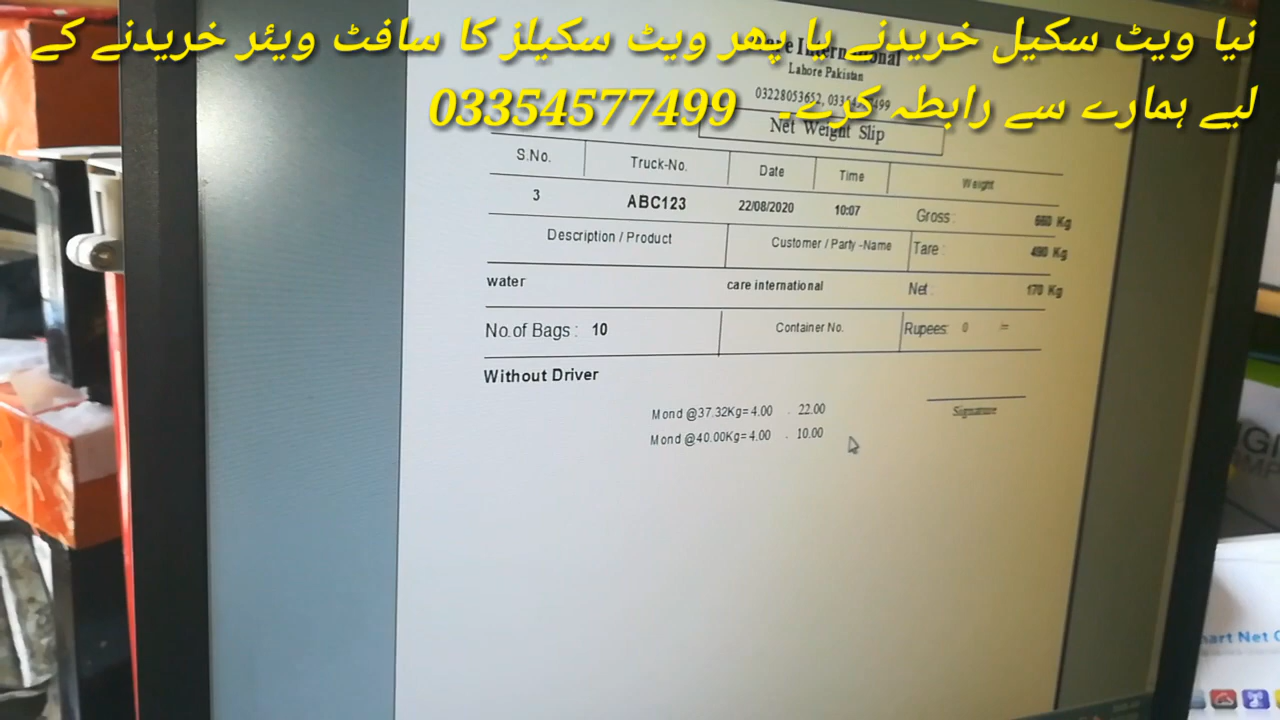 نیا ویٹ سکیل خریدنے یا پھر ویٹ سکیلز کا سافٹ ویئر خریدنے کے
لیے ہمارے سے رابطہ کرے۔ 03354577499
International
Lahore Pakistan
03228053652,
Net Weight Slip
S.No. Truck-No. Date Time Weight
3 ABC123 22/08/2020 10:07 Gross : 660 Kg
Description / Product Customer / Party -Name Tare : 490 Kg
water care international Net : 170 Kg
No.of Bags : 10 Container No. Rupees: 0 /=
Without Driver
Mond @37.32Kg= 4.00 . 22.00
Mond @40.00Kg= 4.00 . 10.00
Signature
art Net